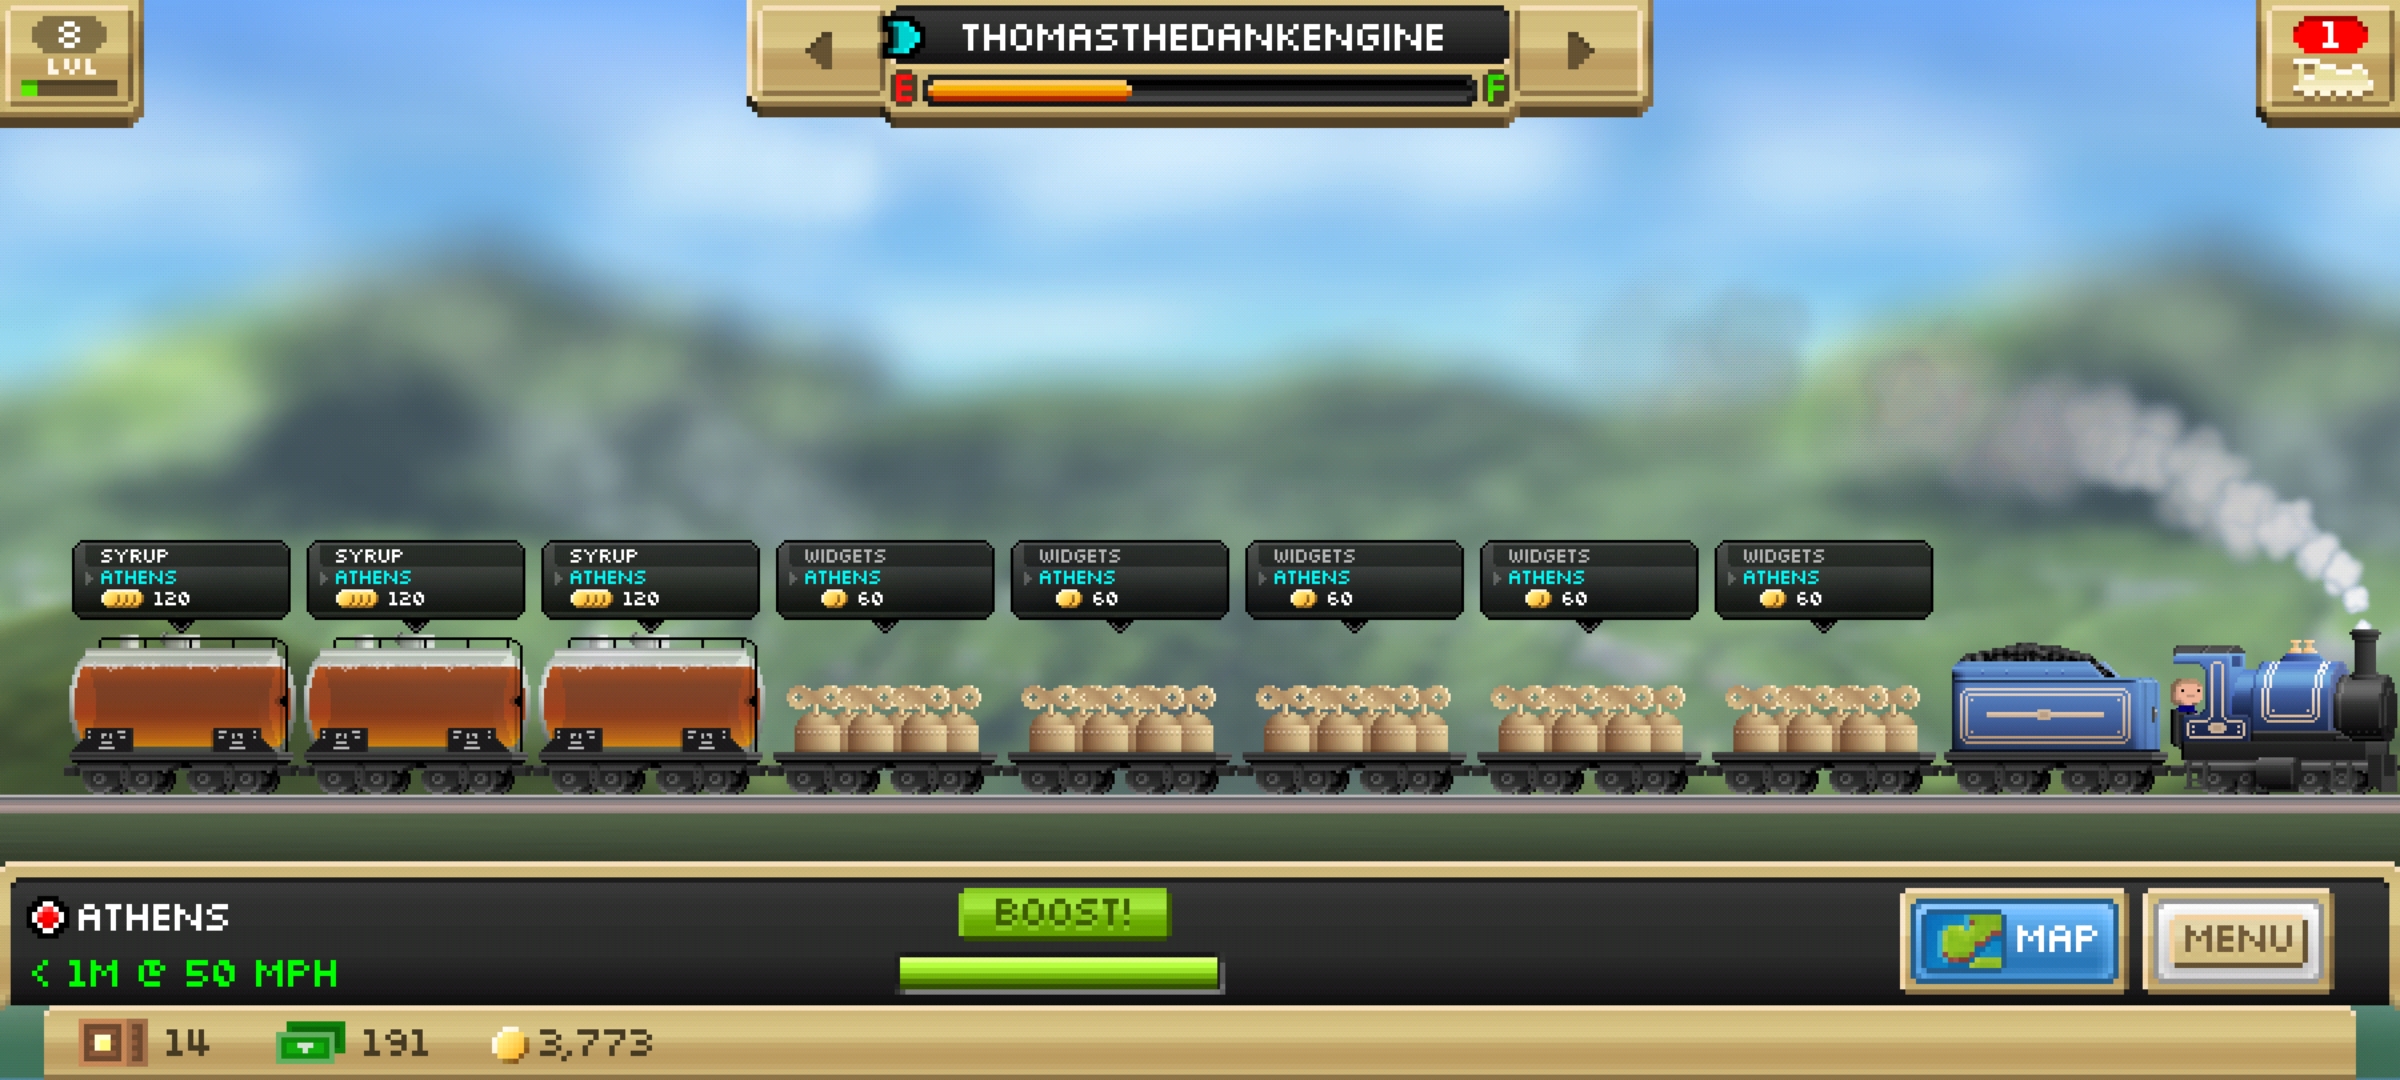 8
LVL
THOMASTHEDANKENGINE
E F
1
SYRUP
ATHENS
120
SYRUP
ATHENS
120
SYRUP
ATHENS
120
WIDGETS
ATHENS
60
WIDGETS
ATHENS
60
WIDGETS
ATHENS
60
WIDGETS
ATHENS
60
WIDGETS
ATHENS
60
ATHENS
< 1M @ 50 MPH
BOOST!
MAP
MENU
14
191
3,773